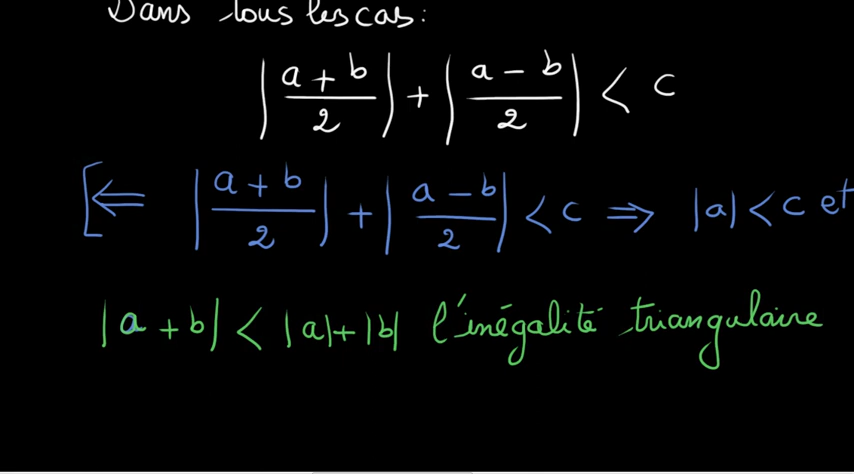 Dans tous les cas:
|a + b / 2| + |a - b / 2| < c
[⇐ |a + b / 2| + |a - b / 2| < c ⇒ |a| < c et
|a + b| < |a| + |b| l'inégalité triangulaire